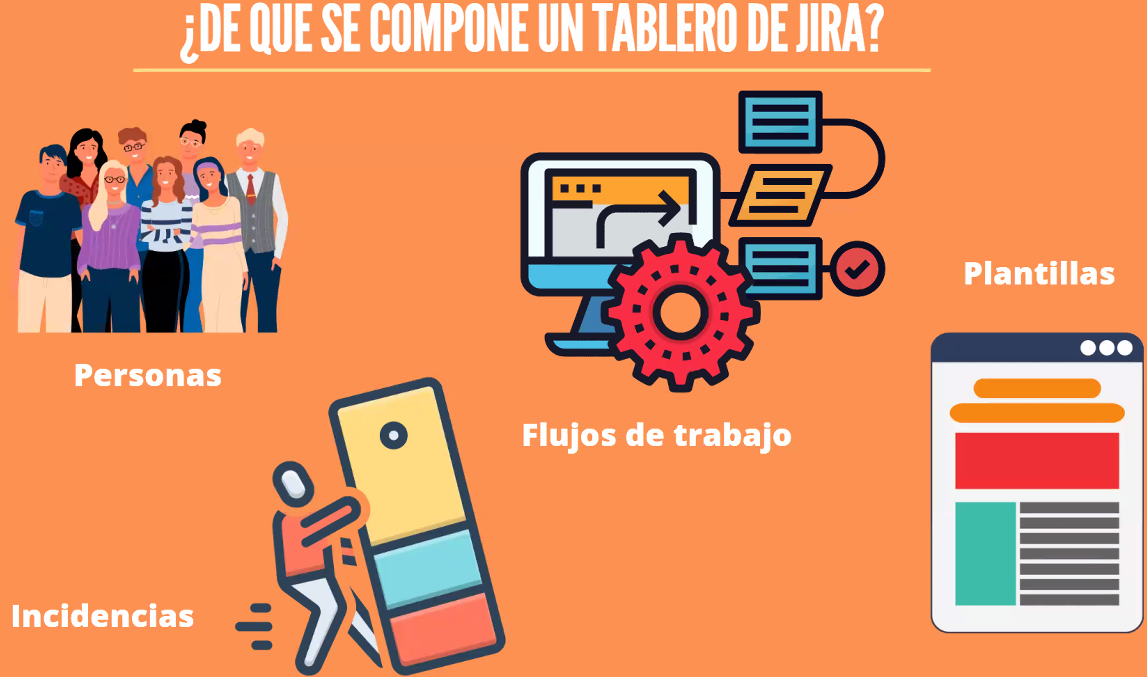 ¿DE QUE SE COMPONE UN TABLERO DE JIRA?
Personas
Flujos de trabajo
Plantillas
Incidencias